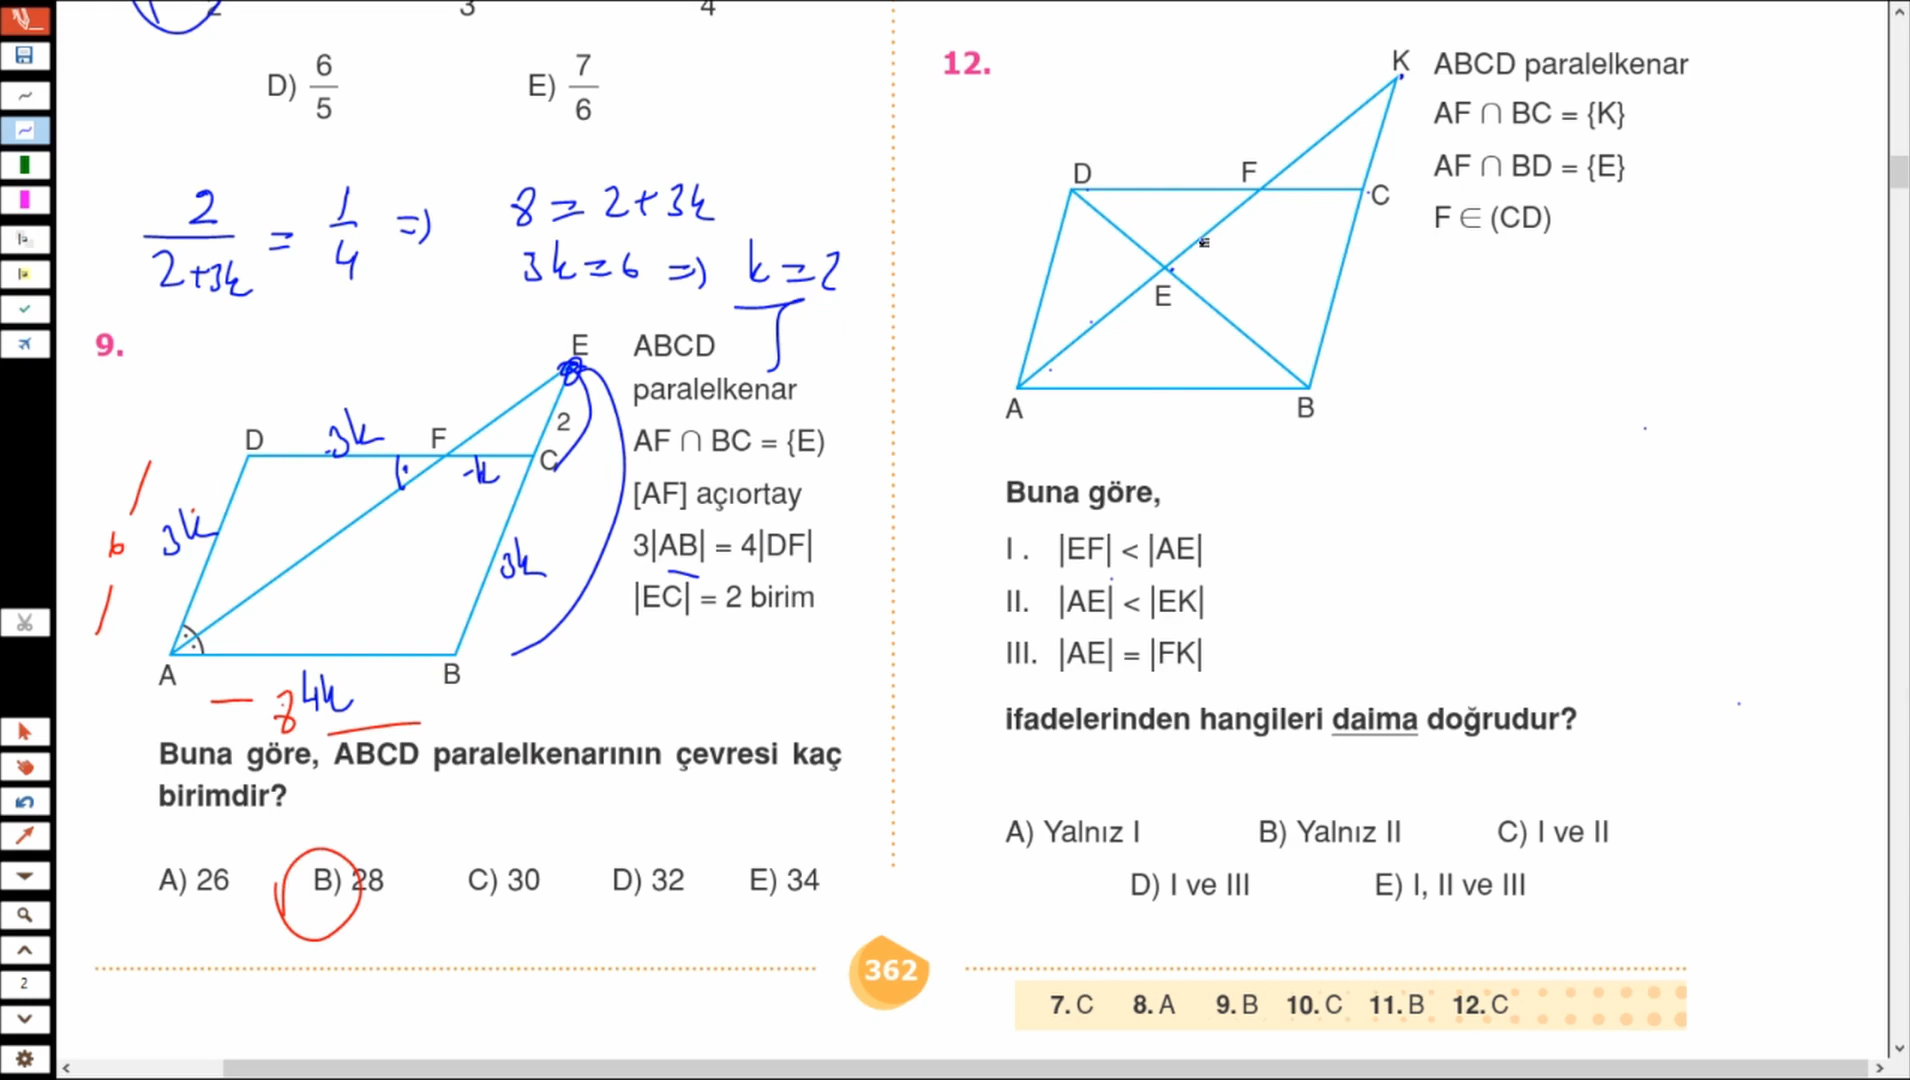 2 3 4
D) 6/5 E) 7/6
2/(2+3k) = 1/4 ⇒ 8 = 2+3k
3k = 6 ⇒ k = 2
9.
E
D 3k F k C
2
3k
3k
6
A 8 4k B
ABCD
paralelkenar
AF ∩ BC = {E)
[AF] açıortay
3|AB| = 4|DF|
|EC| = 2 birim
Buna göre, ABCD paralelkenarının çevresi kaç
birimdir?
A) 26 B) 28 C) 30 D) 32 E) 34
12.
K
D F C
E
A B
ABCD paralelkenar
AF ∩ BC = {K}
AF ∩ BD = {E}
F ∈ (CD)
Buna göre,
I . |EF| < |AE|
II. |AE| < |EK|
III. |AE| = |FK|
ifadelerinden hangileri daima doğrudur?
A) Yalnız I B) Yalnız II C) I ve II
D) I ve III E) I, II ve III
362
7. C 8. A 9. B 10. C 11. B 12. C
2